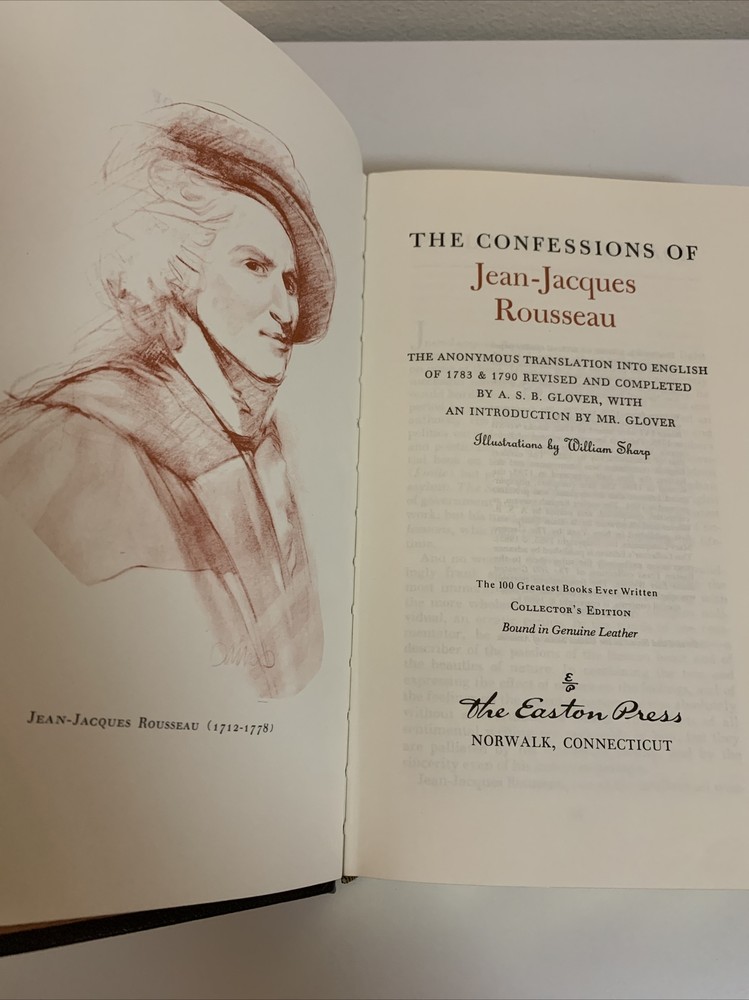 JEAN-JACQUES ROUSSEAU (1712-1778)
THE CONFESSIONS OF
Jean-Jacques
Rousseau
THE ANONYMOUS TRANSLATION INTO ENGLISH
OF 1783 & 1790 REVISED AND COMPLETED
BY A. S. B. GLOVER, WITH
AN INTRODUCTION BY MR. GLOVER
Illustrations by William Sharp
The 100 Greatest Books Ever Written
COLLECTOR'S EDITION
Bound in Genuine Leather
E
P
The Easton Press
NORWALK, CONNECTICUT